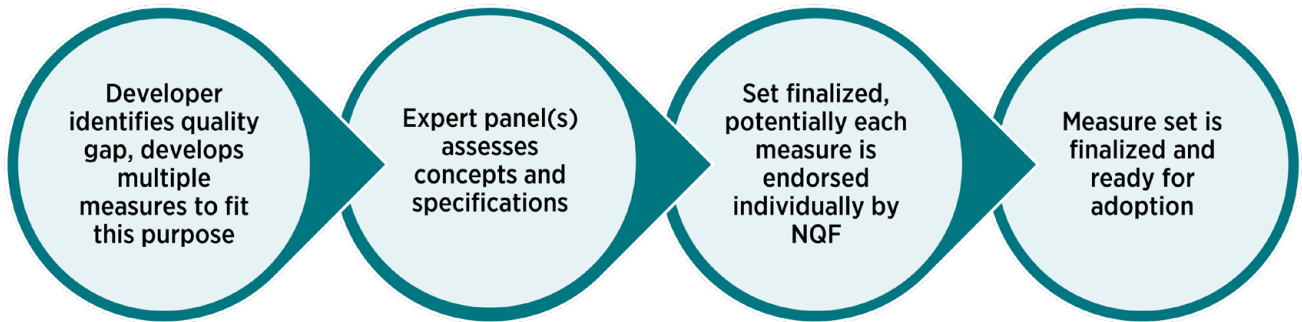 Developer
identifies quality
gap, develops
multiple
measures to fit
this purpose
Expert panel(s)
assesses
concepts and
specifications
Set finalized,
potentially each
measure is
endorsed
individually by
NQF
Measure set is
finalized and
ready for
adoption